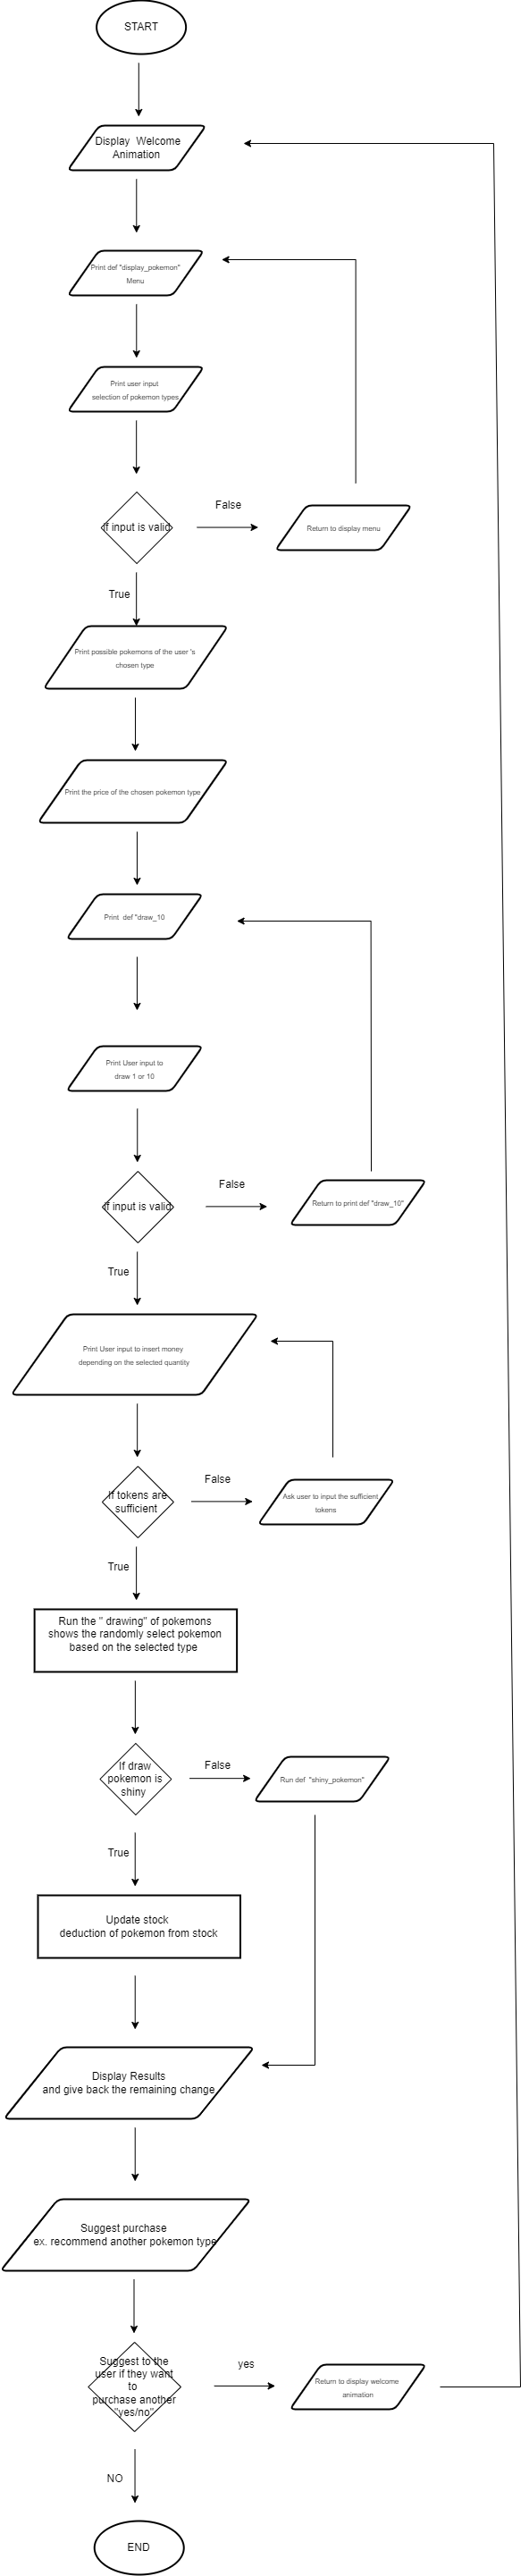 START
Display  Welcome
Animation
Print def "display_pokemon"
Menu
Print user input
selection of pokemon types
If input is valid
False
Return to display menu
True
Print possible pokemons of the user 's
chosen type
Print the price of the chosen pokemon type
Print  def "draw_10
Print User input to
draw 1 or 10
If input is valid
False
Return to print def "draw_10"
True
Print User input to insert money
depending on the selected quantity
If tokens are
sufficient
False
Ask user to input the sufficient
tokens
True
Run the " drawing" of pokemons
shows the randomly select pokemon
based on the selected type
If draw
pokemon is
shiny
False
Run def  "shiny_pokemon"
True
Update stock
deduction of pokemon from stock
Display Results
and give back the remaining change
Suggest purchase
ex. recommend another pokemon type
Suggest to the
user if they want
to
purchase another
"yes/no"
yes
Return to display welcome
animation
NO
END